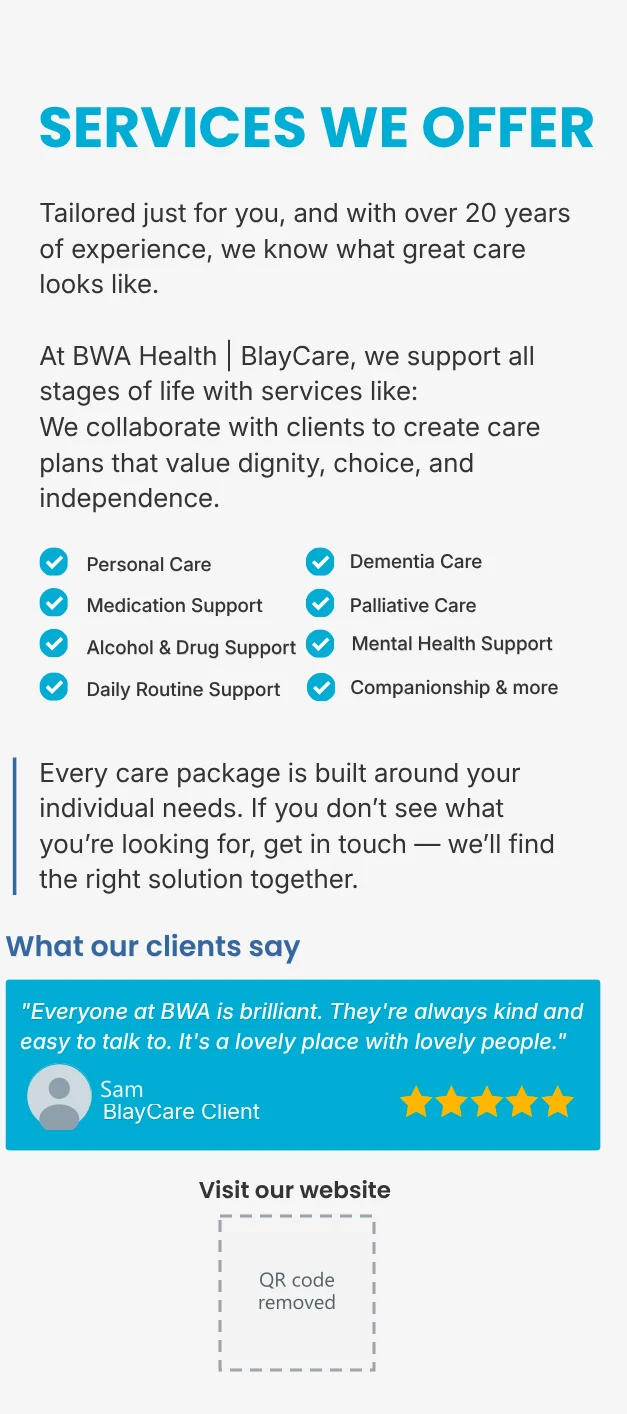 SERVICES WE OFFER
Tailored just for you, and with over 20 years
of experience, we know what great care
looks like.
At BWA Health | BlayCare, we support all
stages of life with services like:
We collaborate with clients to create care
plans that value dignity, choice, and
independence.
Personal Care
Dementia Care
Medication Support
Palliative Care
Alcohol & Drug Support
Mental Health Support
Daily Routine Support
Companionship & more
Every care package is built around your
individual needs. If you don’t see what
you’re looking for, get in touch — we’ll find
the right solution together.
What our clients say
"Everyone at BWA is brilliant. They're always kind and
easy to talk to. It's a lovely place with lovely people."
Sam
BlayCare Client
Visit our website
QR code
removed